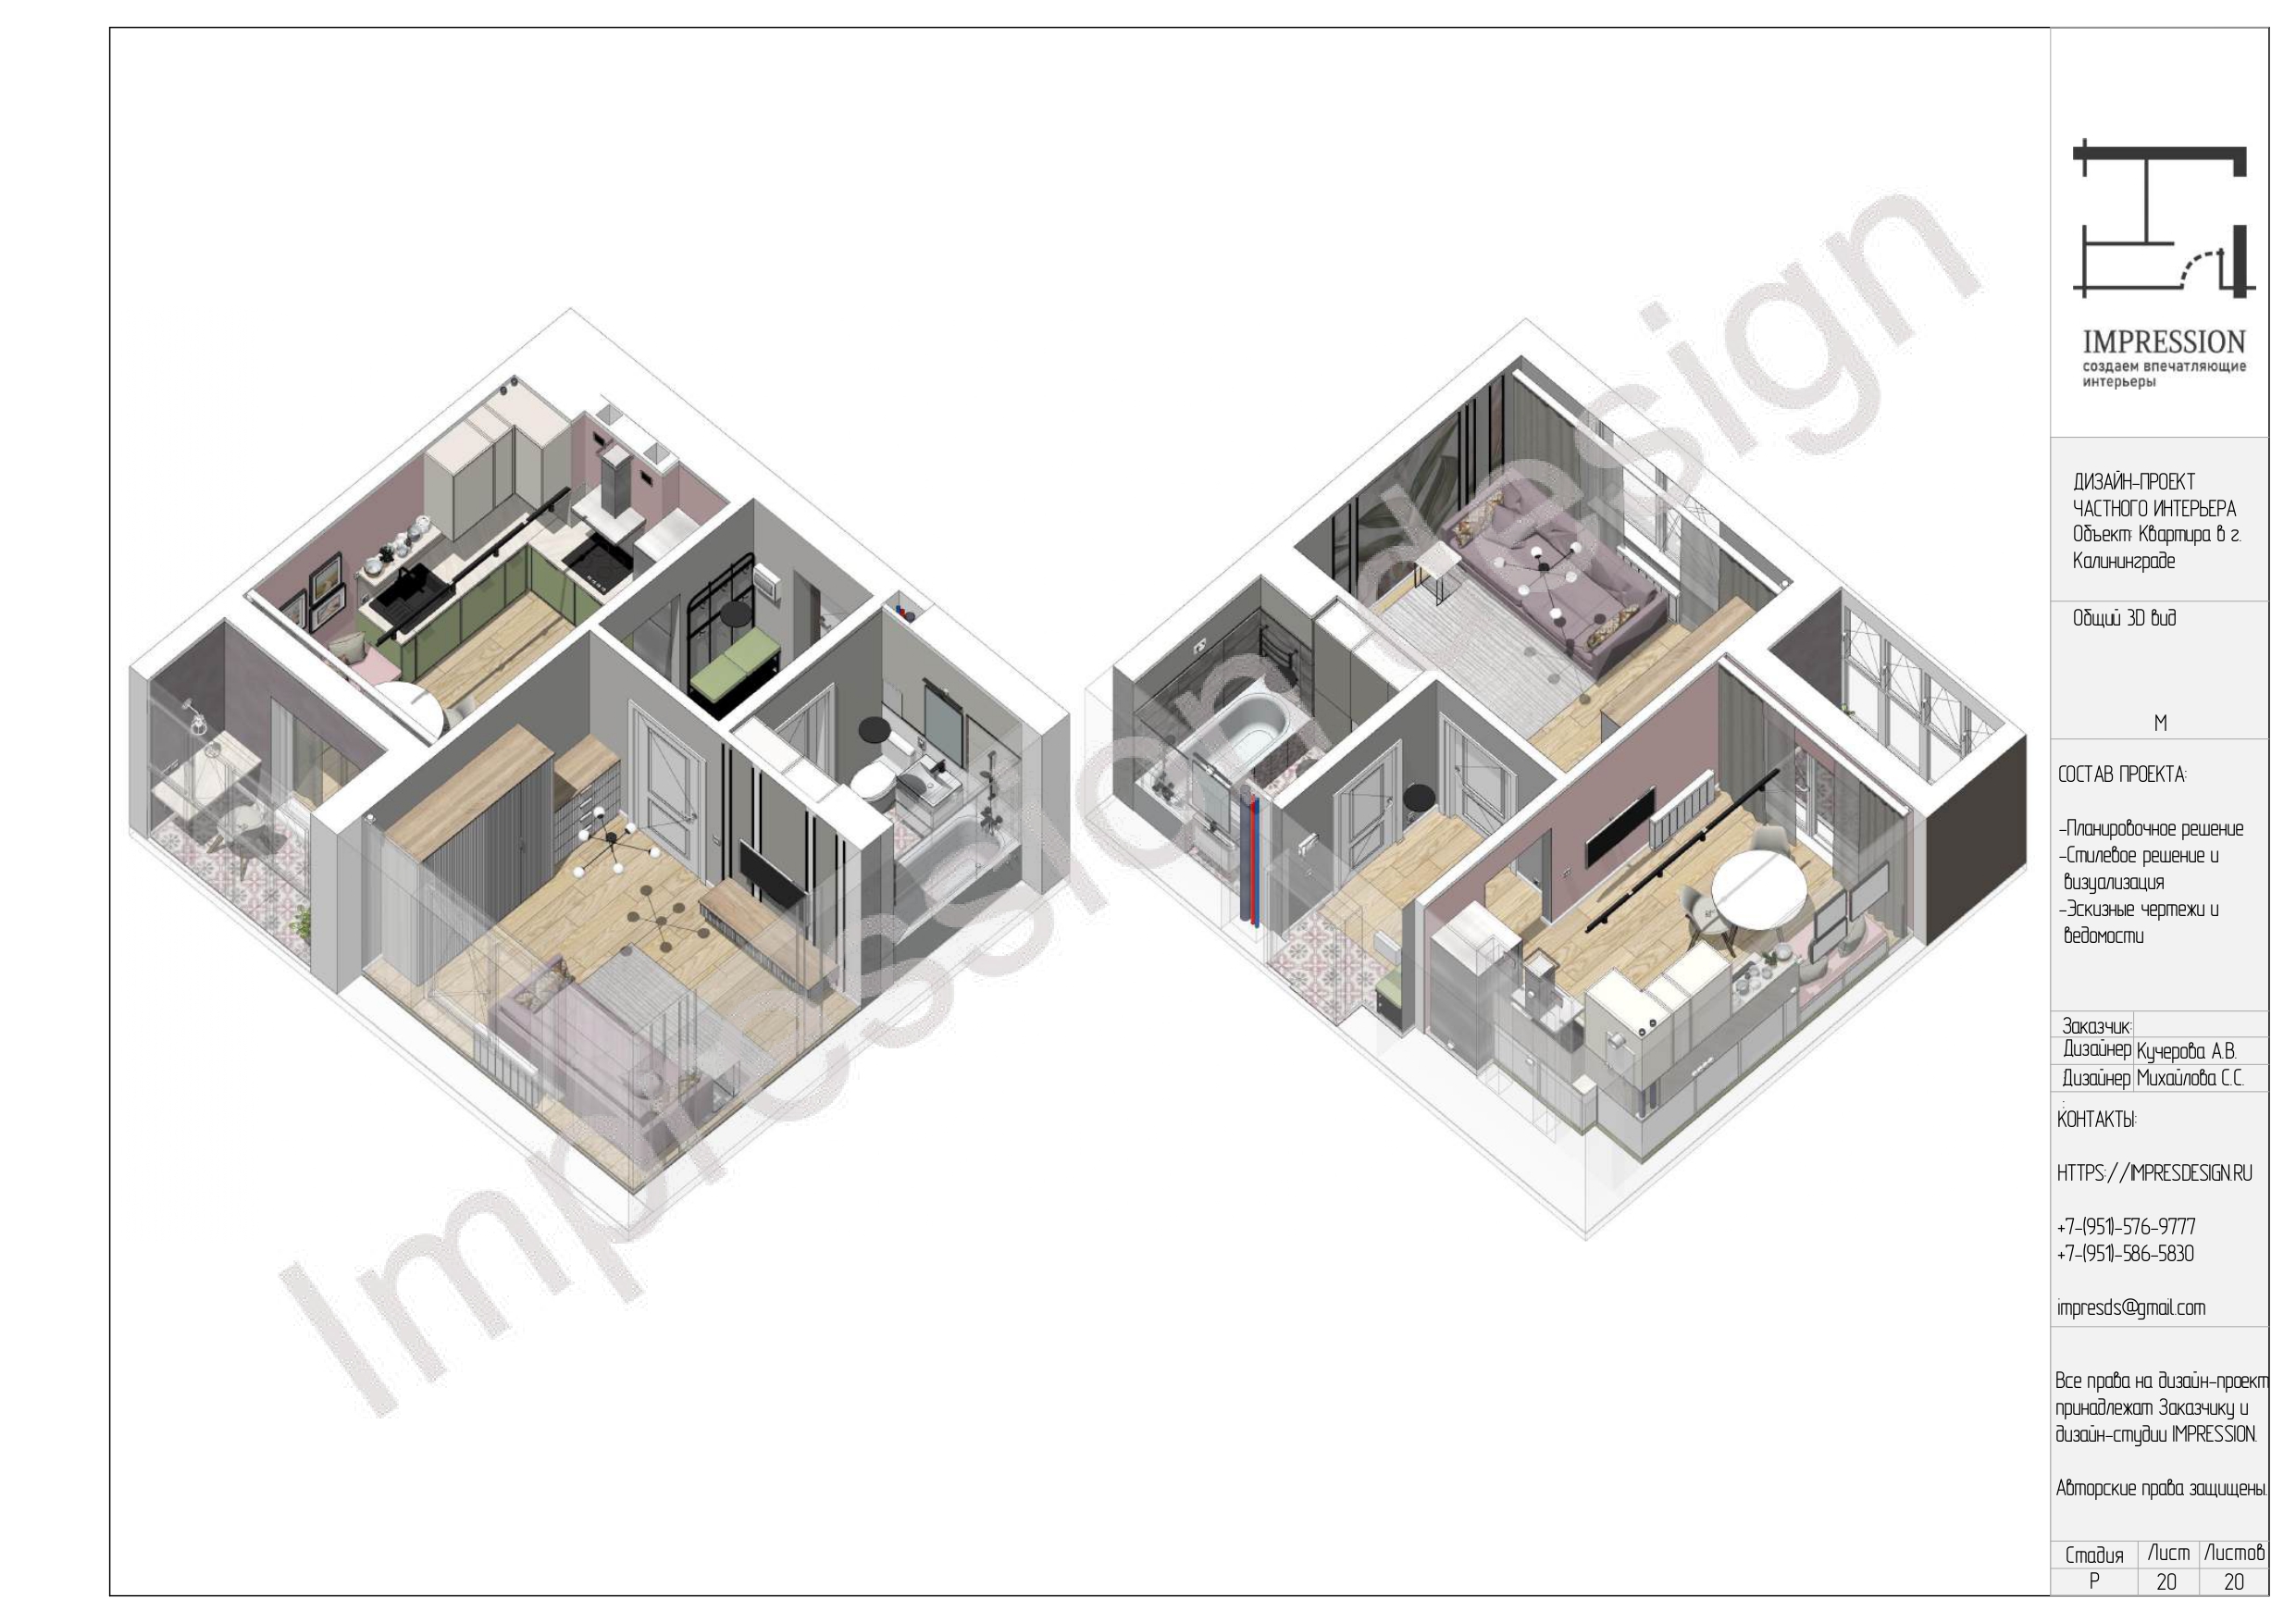 Impression design
IMPRESSION
создаем впечатляющие
интерьеры
ДИЗАЙН-ПРОЕКТ
ЧАСТНОГО ИНТЕРЬЕРА
Объект: Квартира в г.
Калининграде
Общий 3D вид
М
СОСТАВ ПРОЕКТА:
-Планировочное решение
-Стилевое решение и
визуализация
-Эскизные чертежи и
ведомости
Заказчик:
Дизайнер Кучерова А.В.
Дизайнер Михайлова С.С.
:
КОНТАКТЫ:
HTTPS://IMPRESDESIGN.RU
+7-(951)-576-9777
+7-(951)-586-5830
impresds@gmail.com
Все права на дизайн-проект
принадлежат Заказчику и
дизайн-студии IMPRESSION.
Авторские права защищены.
Стадия Лист Листов
Р 20 20